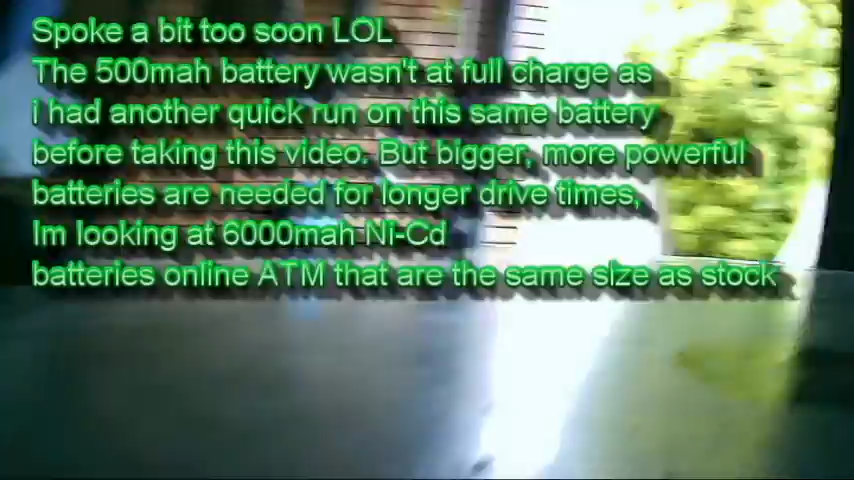 Spoke a bit too soon LOL
The 500mah battery wasn't at full charge as
i had another quick run on this same battery
before taking this video. But bigger, more powerful
batteries are needed for longer drive times,
Im looking at 6000mah Ni-Cd
batteries online ATM that are the same size as stock